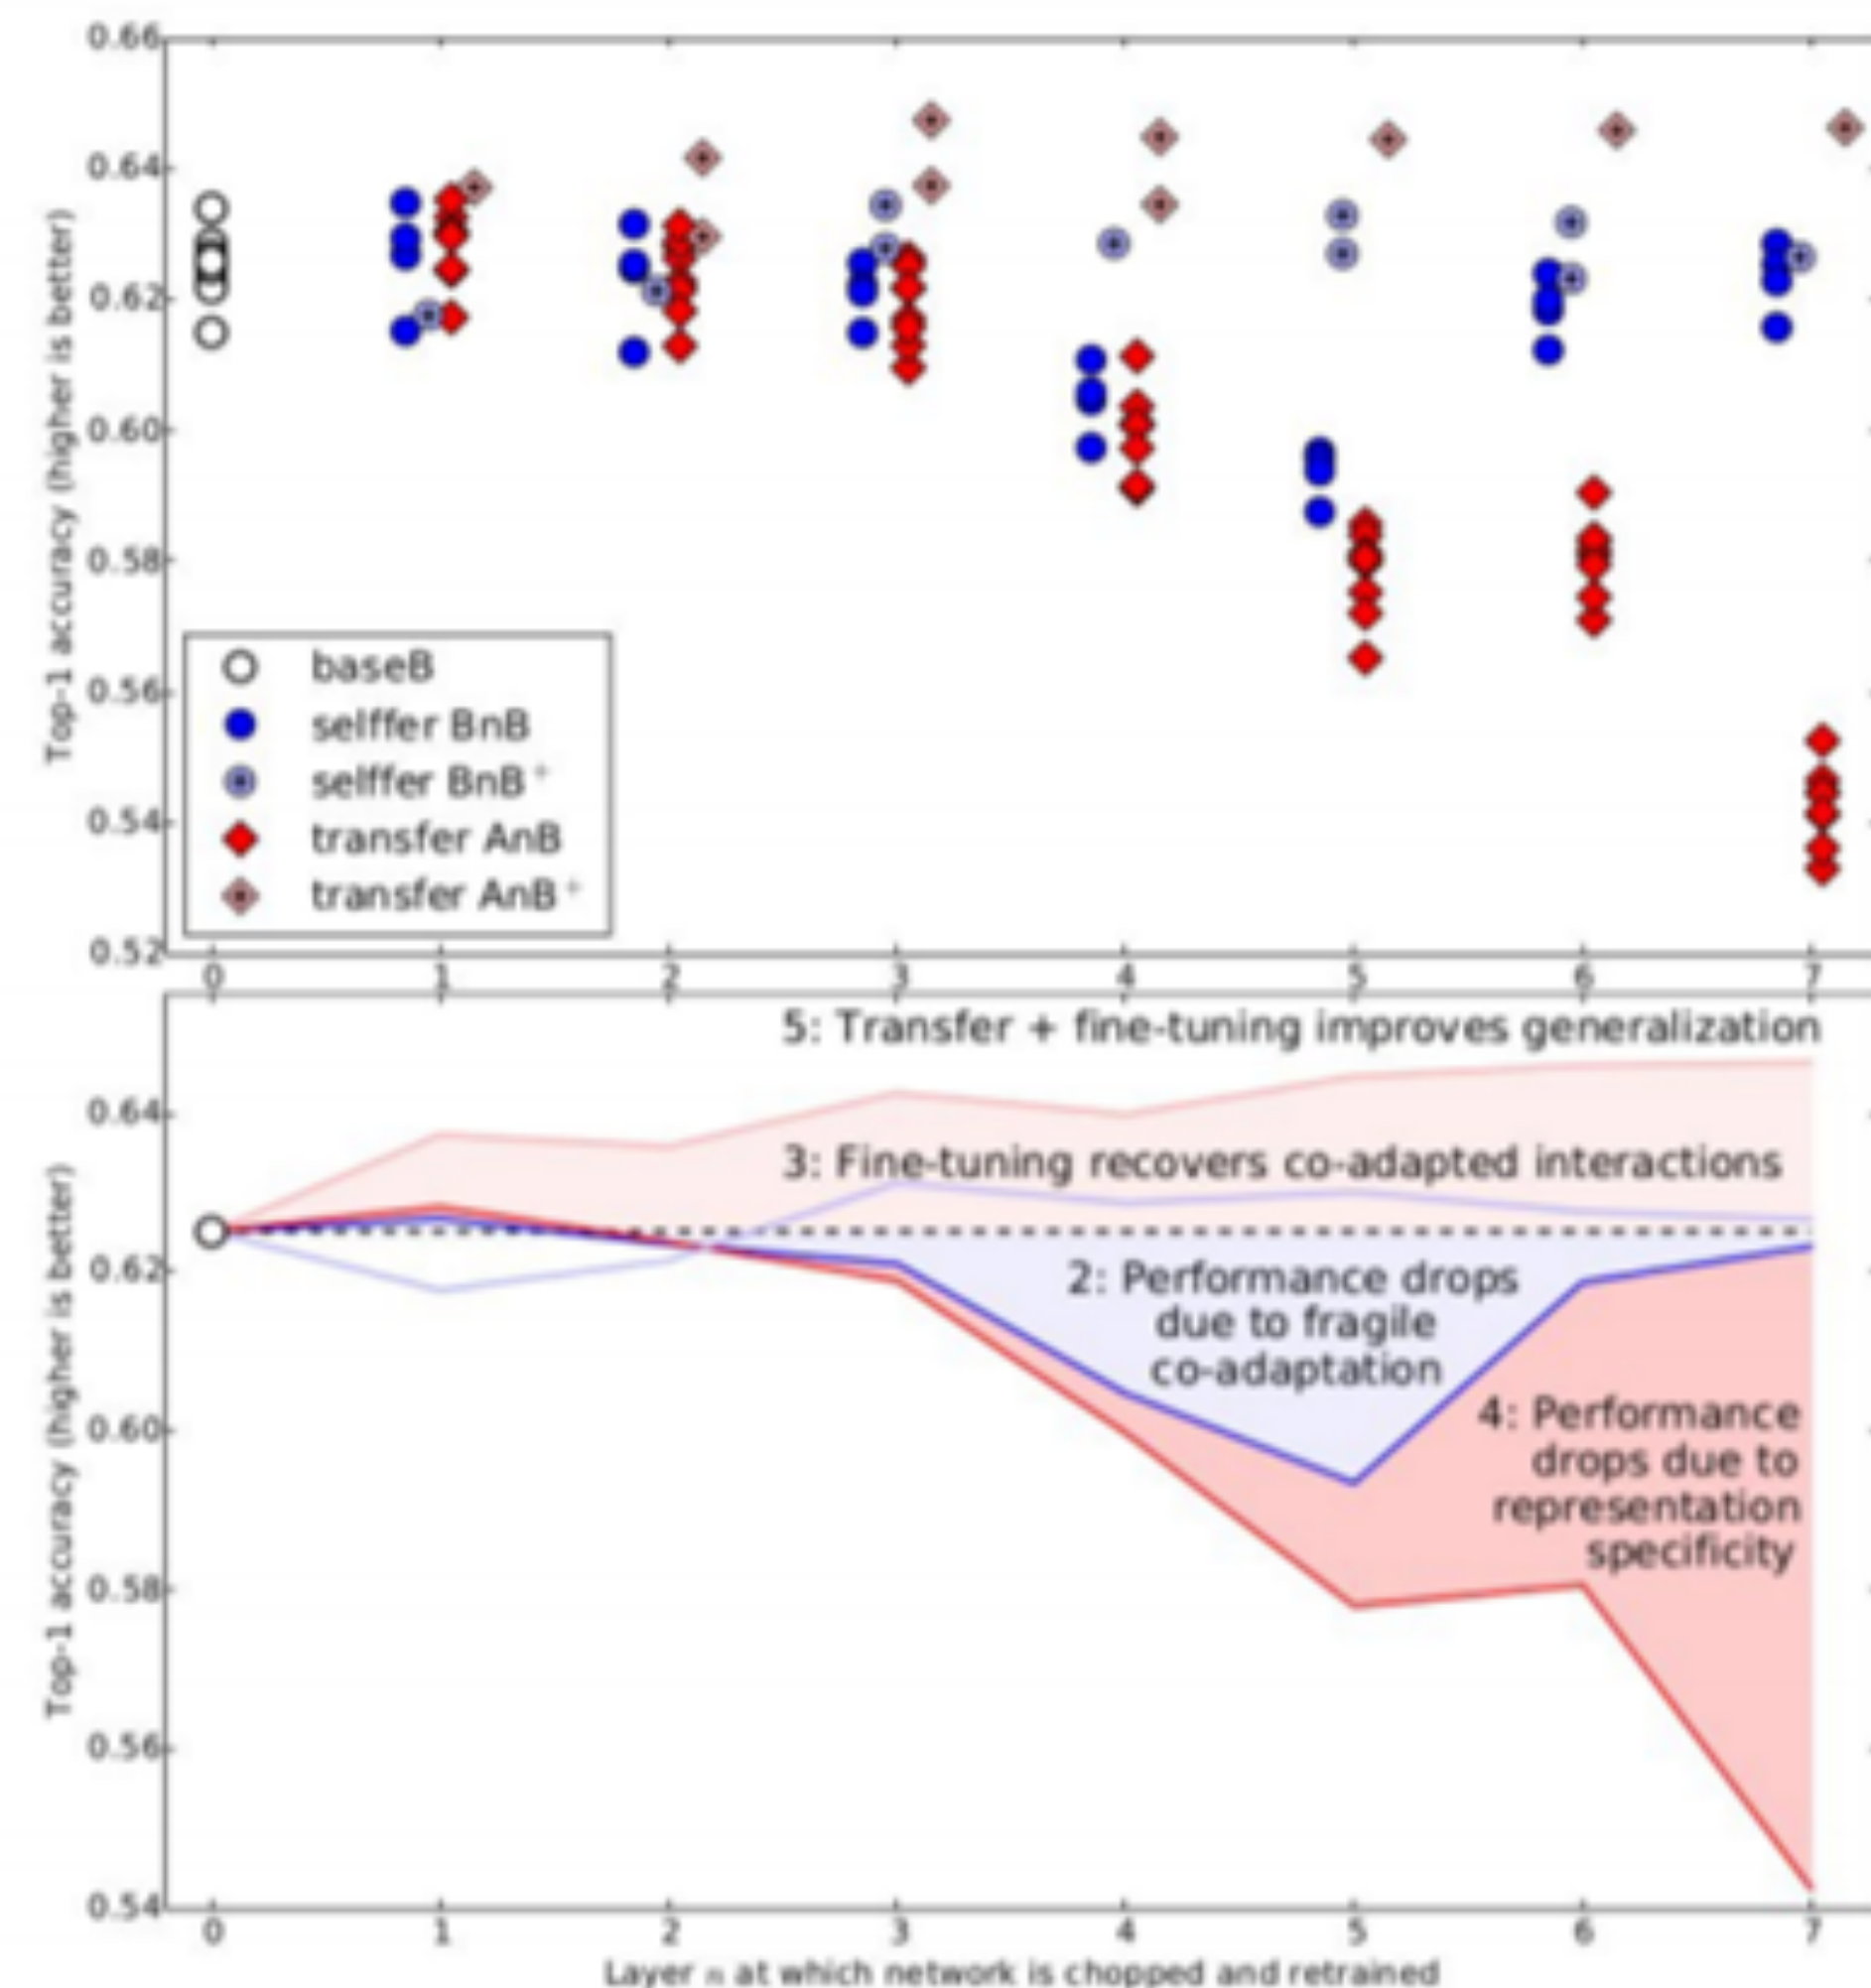 Top-1 accuracy (higher is better)
0.66
0.64
0.62
0.60
0.58
0.56
0.54
0.52
baseB
selffer BnB
selffer BnB+
transfer AnB
transfer AnB+
0 1 2 3 4 5 6 7
Top-1 accuracy (higher is better)
0.64
0.62
0.60
0.58
0.56
0.54
5: Transfer + fine-tuning improves generalization
3: Fine-tuning recovers co-adapted interactions
2: Performance drops
due to fragile
co-adaptation
4: Performance
drops due to
representation
specificity
0 1 2 3 4 5 6 7
Layer n at which network is chopped and retrained